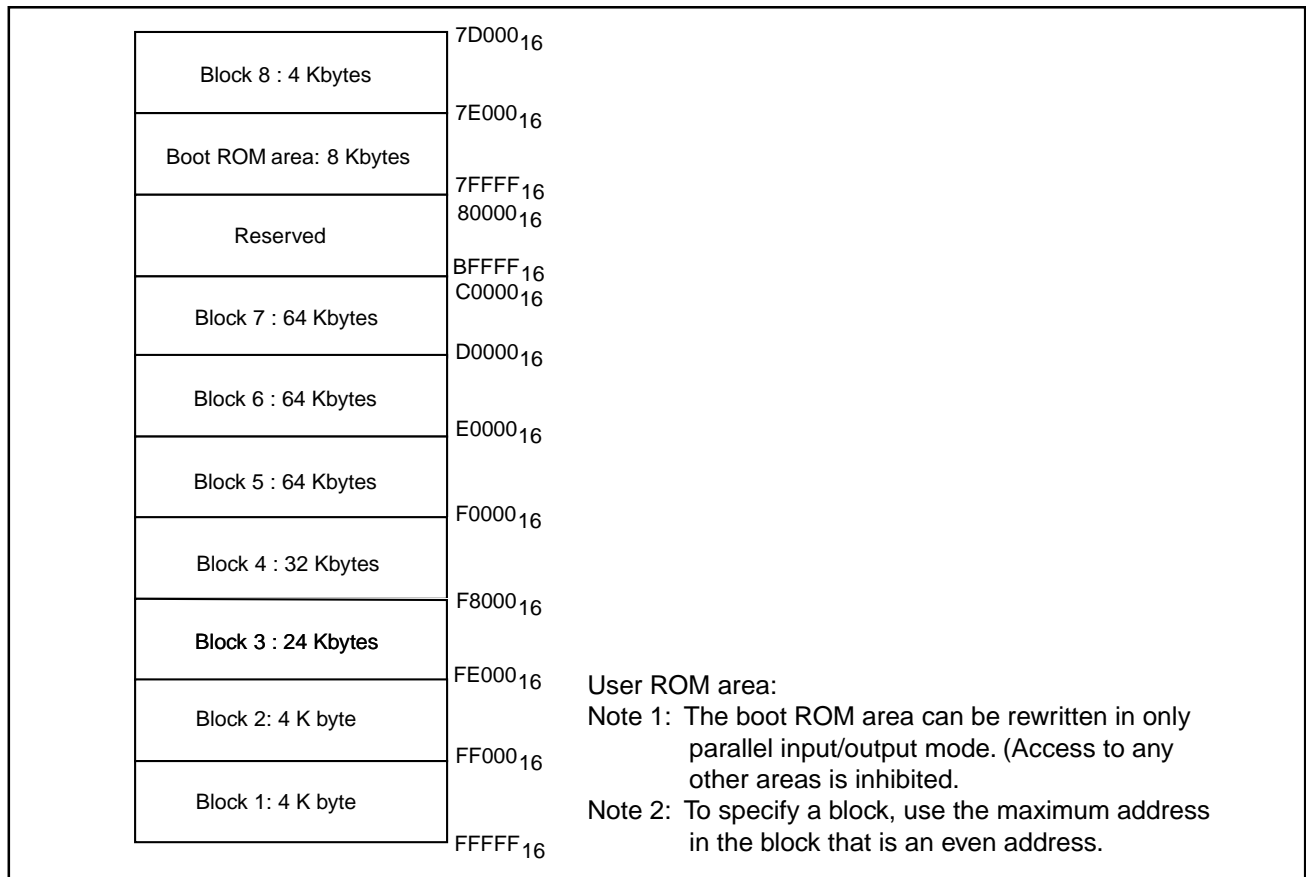 7D000₁₆
Block 8 : 4 Kbytes
7E000₁₆
Boot ROM area: 8 Kbytes
7FFFF₁₆
80000₁₆
Reserved
BFFFF₁₆
C0000₁₆
Block 7 : 64 Kbytes
D0000₁₆
Block 6 : 64 Kbytes
E0000₁₆
Block 5 : 64 Kbytes
F0000₁₆
Block 4 : 32 Kbytes
F8000₁₆
Block 3 : 24 Kbytes
FE000₁₆
Block 2: 4 K byte
FF000₁₆
Block 1: 4 K byte
FFFFF₁₆
User ROM area:
Note 1: The boot ROM area can be rewritten in only
parallel input/output mode. (Access to any
other areas is inhibited.
Note 2: To specify a block, use the maximum address
in the block that is an even address.